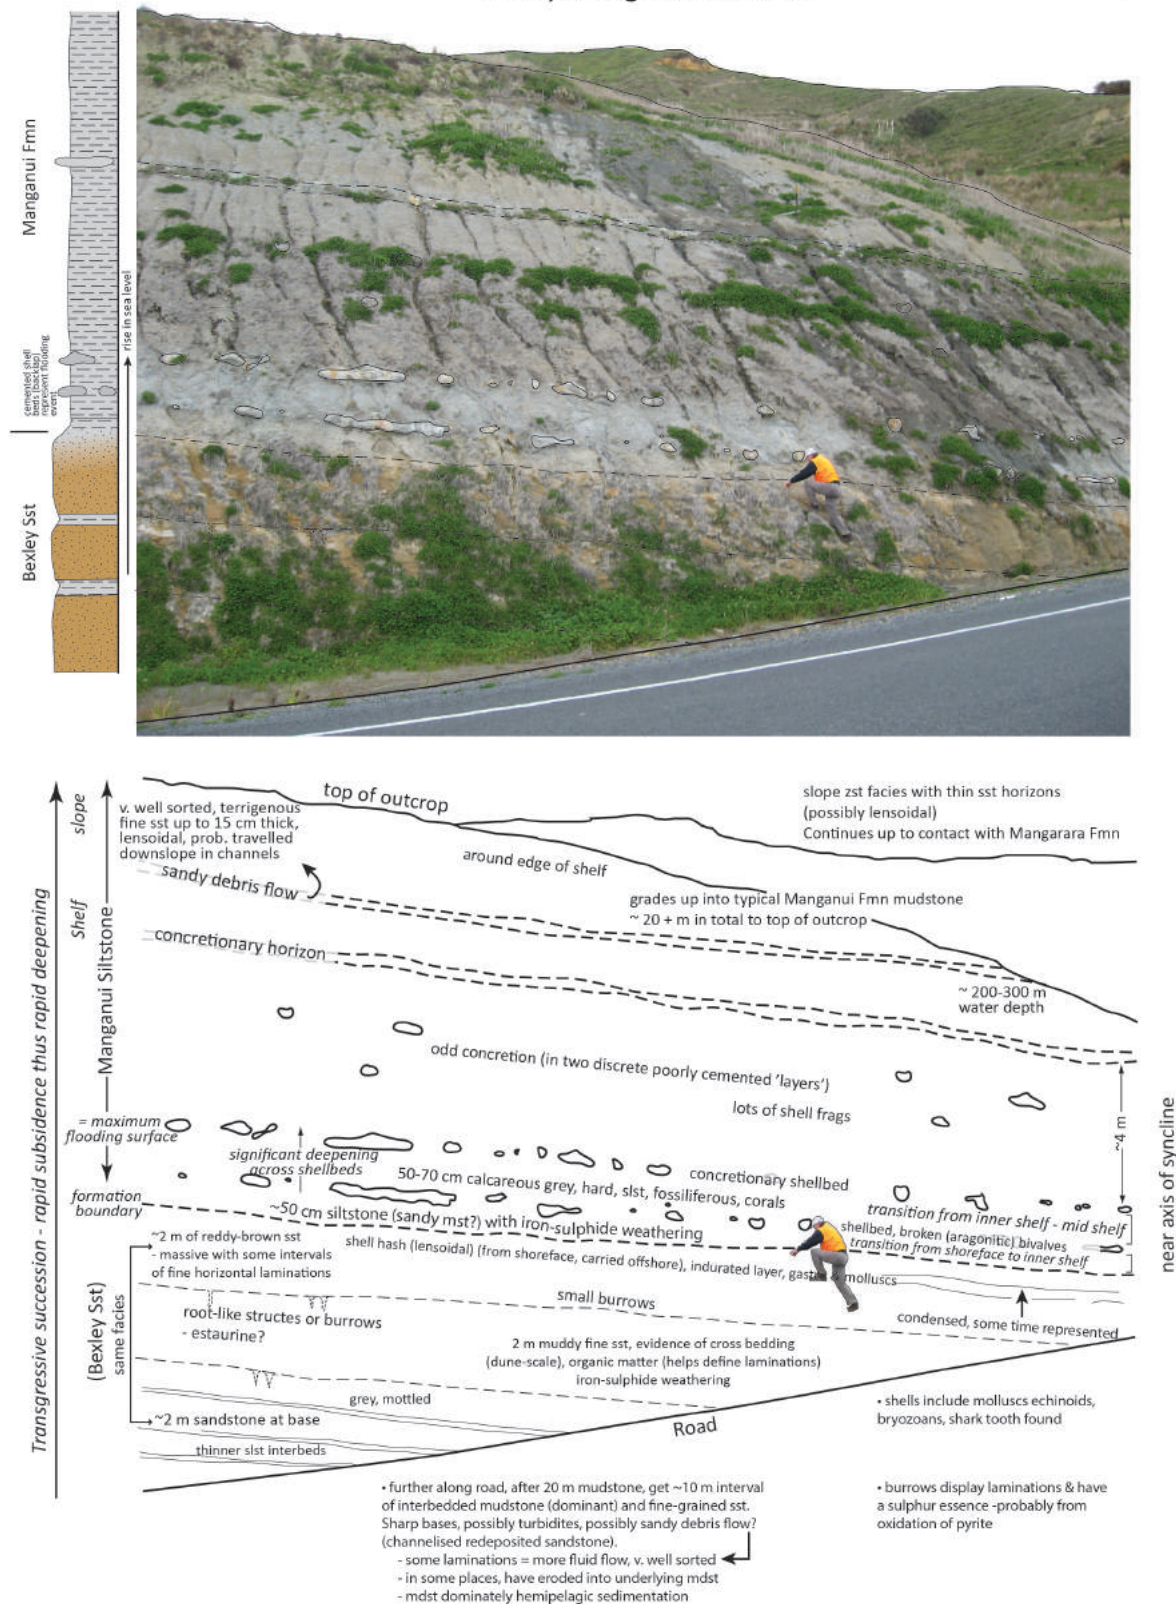 Manganui Fmn
rise in sea level
cemented shell
beds (backlap)
represent flooding
event
Bexley Sst
Transgressive succession - rapid subsidence thus rapid deepening
slope
Shelf
Manganui Siltstone
v. well sorted, terrigenous
fine sst up to 15 cm thick,
lensoidal, prob. travelled
downslope in channels
top of outcrop
slope zst facies with thin sst horizons
(possibly lensoidal)
Continues up to contact with Mangarara Fmn
around edge of shelf
sandy debris flow
grades up into typical Manganui Fmn mudstone
~ 20 + m in total to top of outcrop
concretionary horizon
~ 200-300 m
water depth
odd concretion (in two discrete poorly cemented 'layers')
lots of shell frags
~4 m
near axis of syncline
= maximum
flooding surface
significant deepening
across shellbeds
concretionary shellbed
50-70 cm calcareous grey, hard, slst, fossiliferous, corals
formation
boundary
~50 cm siltstone (sandy mst?) with iron-sulphide weathering
transition from inner shelf - mid shelf
shellbed, broken (aragonitic) bivalves
transition from shoreface to inner shelf
~2 m of reddy-brown sst
- massive with some intervals
of fine horizontal laminations
shell hash (lensoidal) (from shoreface, carried offshore), indurated layer, molluscs
(Bexley Sst)
same facies
small burrows
root-like structes or burrows
- estaurine?
condensed, some time represented
2 m muddy fine sst, evidence of cross bedding
(dune-scale), organic matter (helps define laminations)
iron-sulphide weathering
grey, mottled
~2 m sandstone at base
thinner slst interbeds
Road
• shells include molluscs echinoids,
bryozoans, shark tooth found
• further along road, after 20 m mudstone, get ~10 m interval
of interbedded mudstone (dominant) and fine-grained sst.
Sharp bases, possibly turbidites, possibly sandy debris flow?
(channelised redeposited sandstone).
- some laminations = more fluid flow, v. well sorted
- in some places, have eroded into underlying mdst
- mdst dominately hemipelagic sedimentation
• burrows display laminations & have
a sulphur essence -probably from
oxidation of pyrite